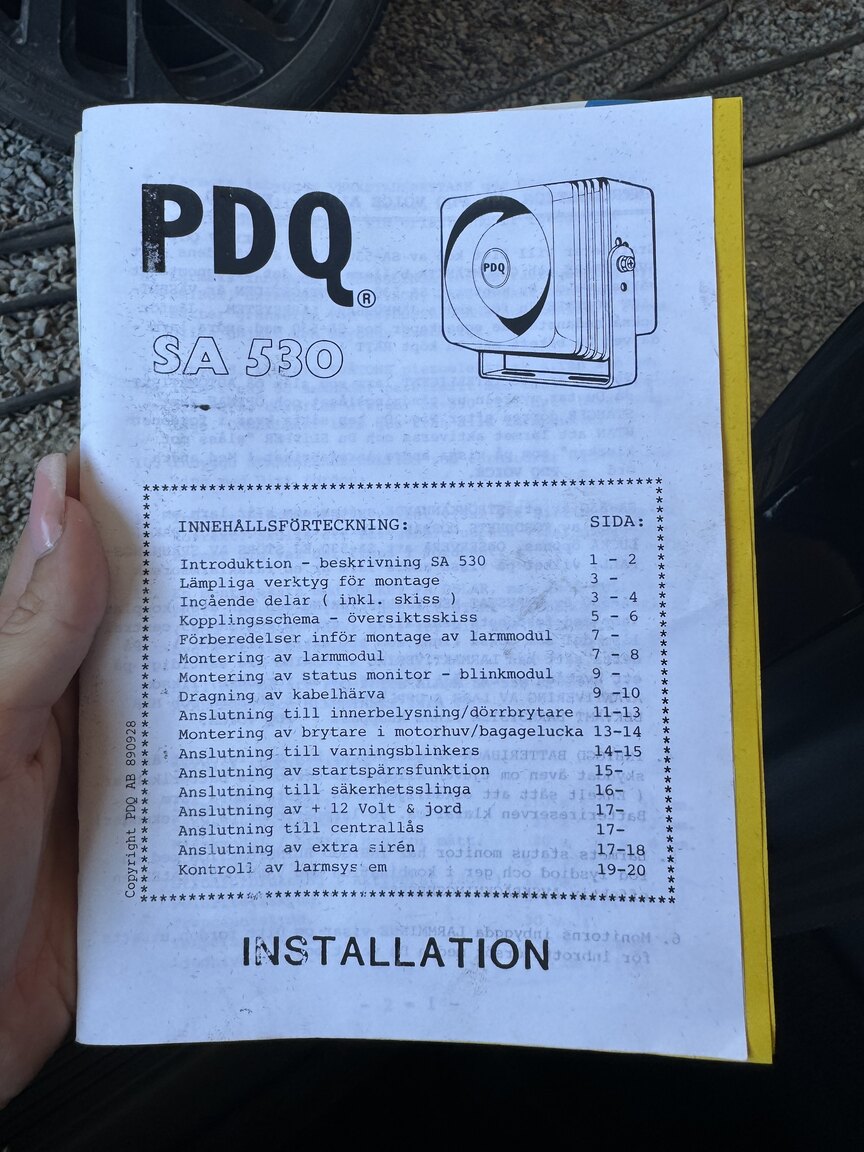 PDQ®
PDQ
SA 530
INNEHÅLLSFÖRTECKNING: SIDA:
Introduktion - beskrivning SA 530 1 - 2
Lämpliga verktyg för montage 3 -
Ingående delar ( inkl. skiss ) 3 - 4
Kopplingsschema - översiktsskiss 5 - 6
Förberedelser inför montage av larmmodul 7 -
Montering av larmmodul 7 - 8
Montering av status monitor - blinkmodul 9 -
Dragning av kabelhärva 9 -10
Anslutning till innerbelysning/dörrbrytare 11-13
Montering av brytare i motorhuv/bagagelucka 13-14
Anslutning till varningsblinkers 14-15
Anslutning av startspärrsfunktion 15-
Anslutning till säkerhetsslinga 16-
Anslutning av + 12 Volt & jord 17-
Anslutning till centrallås 17-
Anslutning av extra sirén 17-18
Kontroll av larmsystem 19-20
Copyright PDQ AB 890928
INSTALLATION